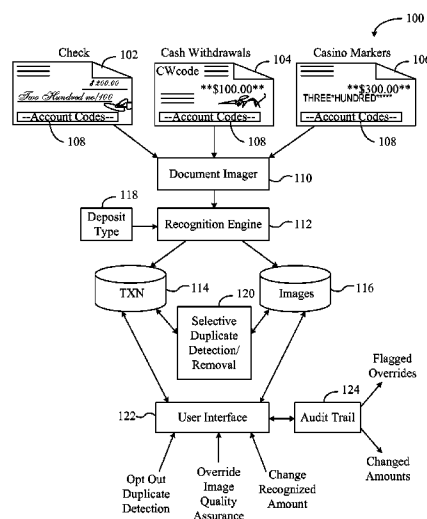 100
Check
102
Cash Withdrawals
104
Casino Markers
106
$200.00
Two Hundred no/100
--Account Codes--
108
CWcode
**$100.00**
--Account Codes--
108
**$300.00**
THREE*HUNDRED*****
--Account Codes--
108
Document Imager
110
118
Deposit
Type
Recognition Engine
112
TXN
114
120
Selective
Duplicate
Detection/
Removal
Images
116
122
User Interface
124
Audit Trail
Flagged
Overrides
Changed
Amounts
Opt Out
Duplicate
Detection
Override
Image
Quality
Assurance
Change
Recognized
Amount